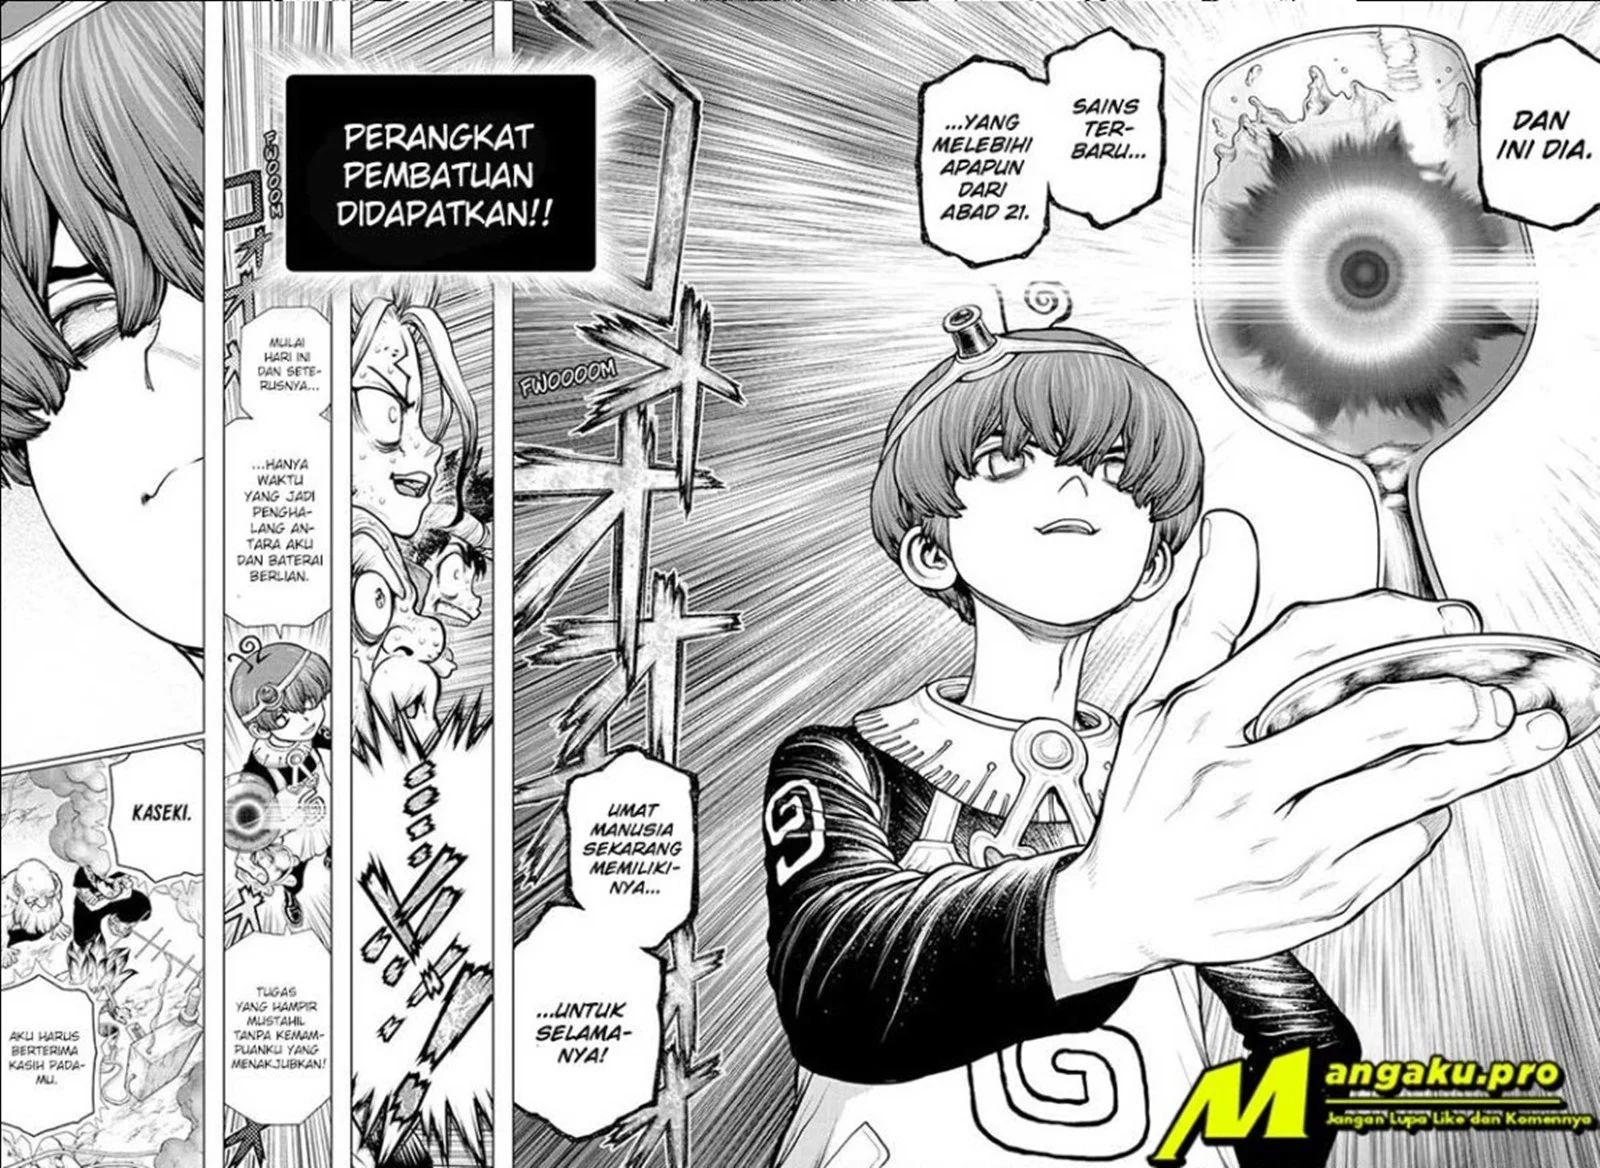 DAN
INI DIA.
SAINS
TER-
BARU...
...YANG
MELEBIHI
APAPUN
DARI
ABAD 21.
FWOOOOM
UMAT
MANUSIA
SEKARANG
MEMILIKI-
NYA...
...UNTUK
SELAMA-
NYA!
PERANGKAT
PEMBATUAN
DIDAPATKAN!!
FWOOOM
MULAI
HARI INI
DAN SETE-
RUSNYA...
...HANYA
WAKTU
YANG JADI
PENGHA-
LANG AN-
TARA AKU
DAN BATERAI
BERLIAN.
TUGAS
YANG HAMPIR
MUSTAHIL
TANPA KEMAM-
PUANKU YANG
MENAKJUBKAN!
KASEKI.
AKU HARUS
BERTERIMA
KASIH PADA-
MU.
Mangaku.pro
Jangan Lupa Like dan Komennya